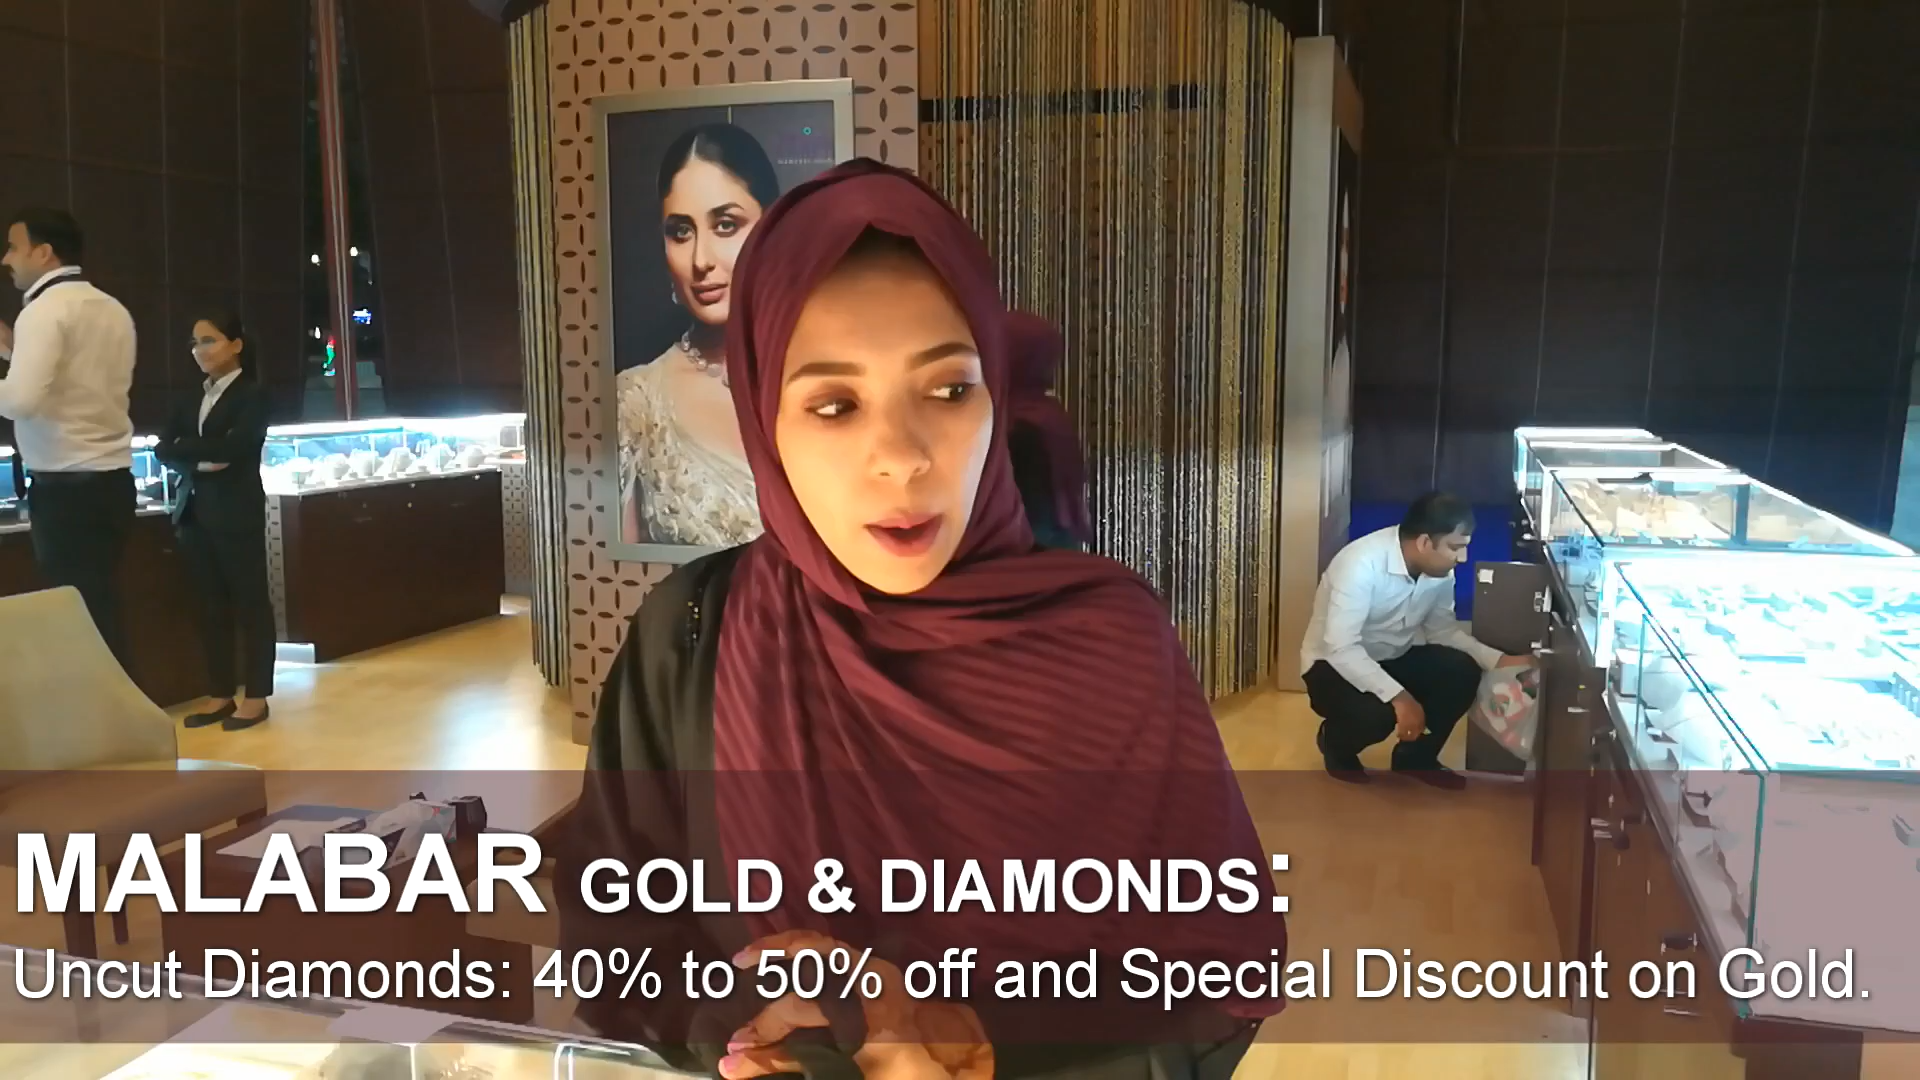 MALABAR GOLD & DIAMONDS:
Uncut Diamonds: 40% to 50% off and Special Discount on Gold.